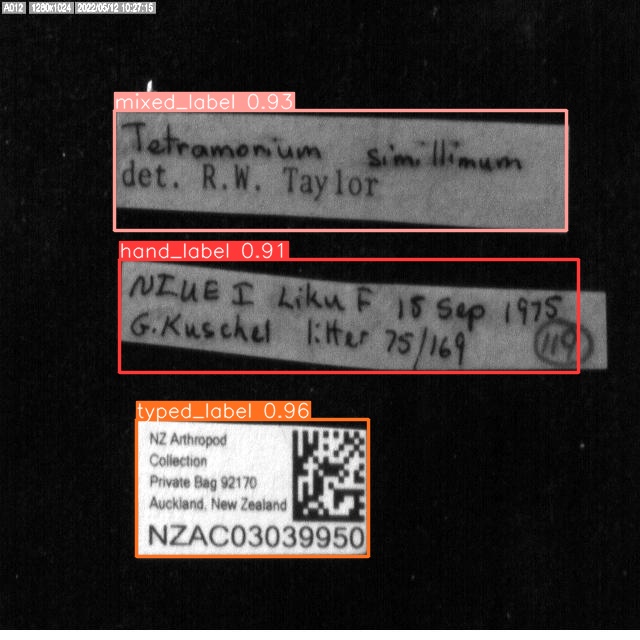 A012 1280x1024 2022/05/12 10:27:15
mixed_label 0.93
Tetramorium simillimum
det. R.W. Taylor
hand_label 0.91
NIUE I Liku F 18 Sep 1975
G.Kuschel litter 75/169 119
typed_label 0.96
NZ Arthropod
Collection
Private Bag 92170
Auckland, New Zealand
NZAC03039950